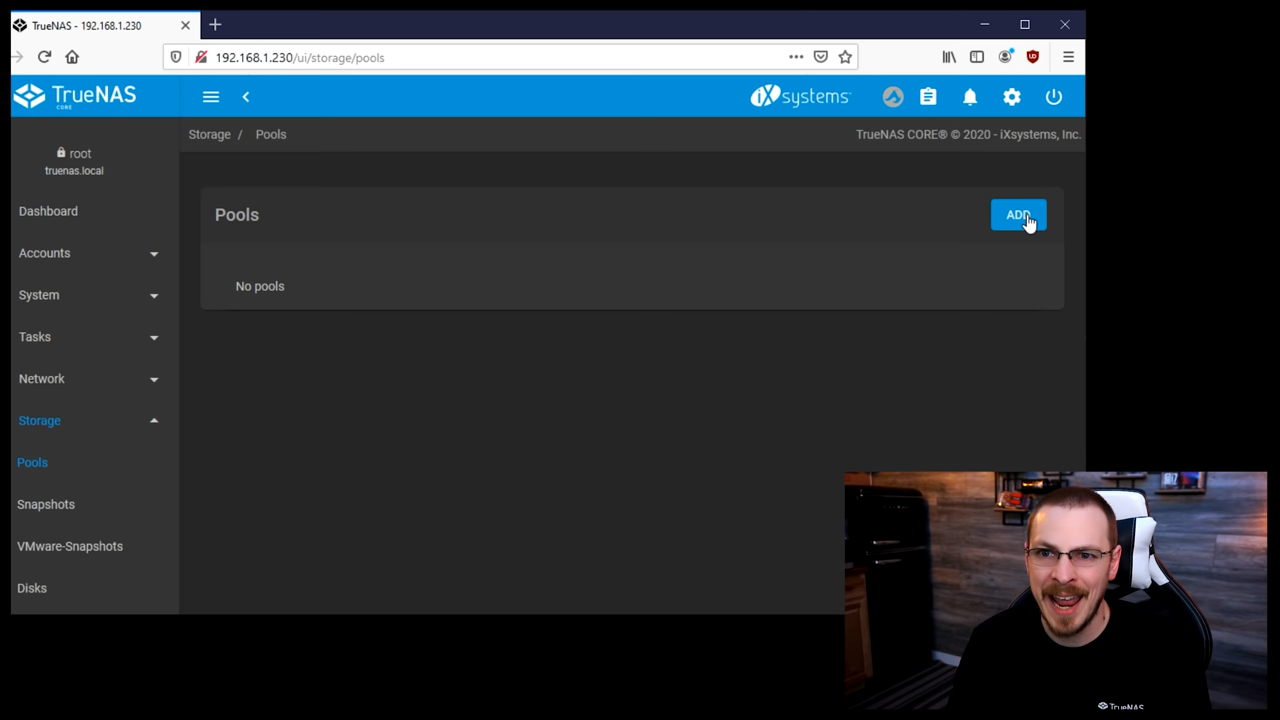 TrueNAS - 192.168.1.230
192.168.1.230/ui/storage/pools
TrueNAS
CORE
iXsystems
Storage / Pools
TrueNAS CORE® © 2020 - iXsystems, Inc.
root
truenas.local
Dashboard
Accounts
System
Tasks
Network
Storage
Pools
Snapshots
VMware-Snapshots
Disks
Pools
ADD
No pools
TrueNAS